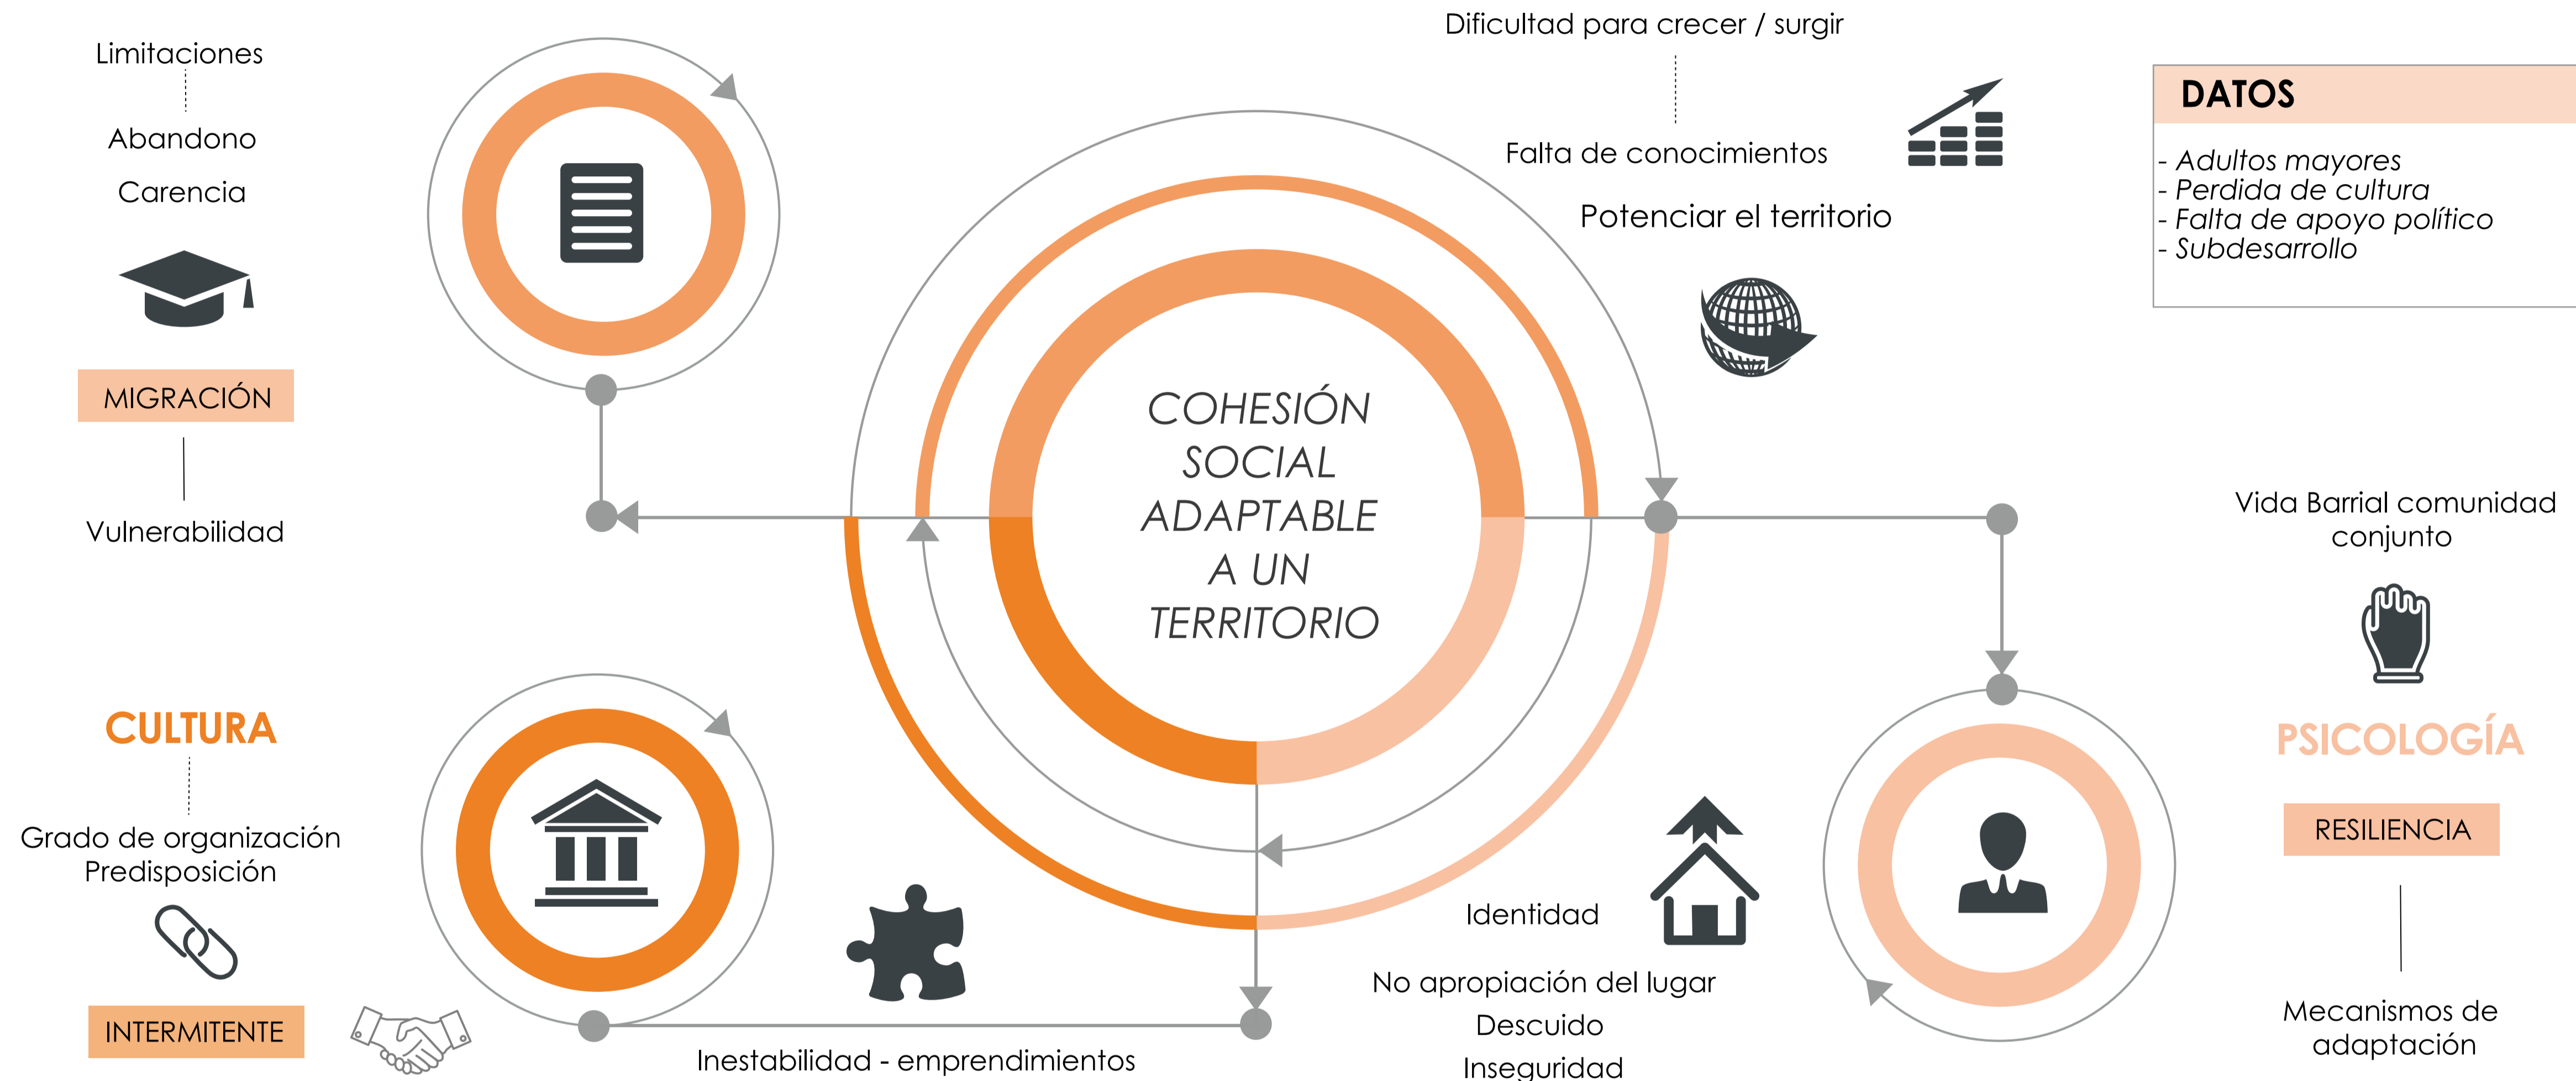 Limitaciones
Abandono
Carencia
MIGRACIÓN
Vulnerabilidad
Dificultad para crecer / surgir
Falta de conocimientos
Potenciar el territorio
DATOS
- Adultos mayores
- Perdida de cultura
- Falta de apoyo político
- Subdesarrollo
COHESIÓN
SOCIAL
ADAPTABLE
A UN
TERRITORIO
CULTURA
Grado de organización
Predisposición
INTERMITENTE
Inestabilidad - emprendimientos
Identidad
No apropiación del lugar
Descuido
Inseguridad
Vida Barrial comunidad
conjunto
PSICOLOGÍA
RESILIENCIA
Mecanismos de
adaptación